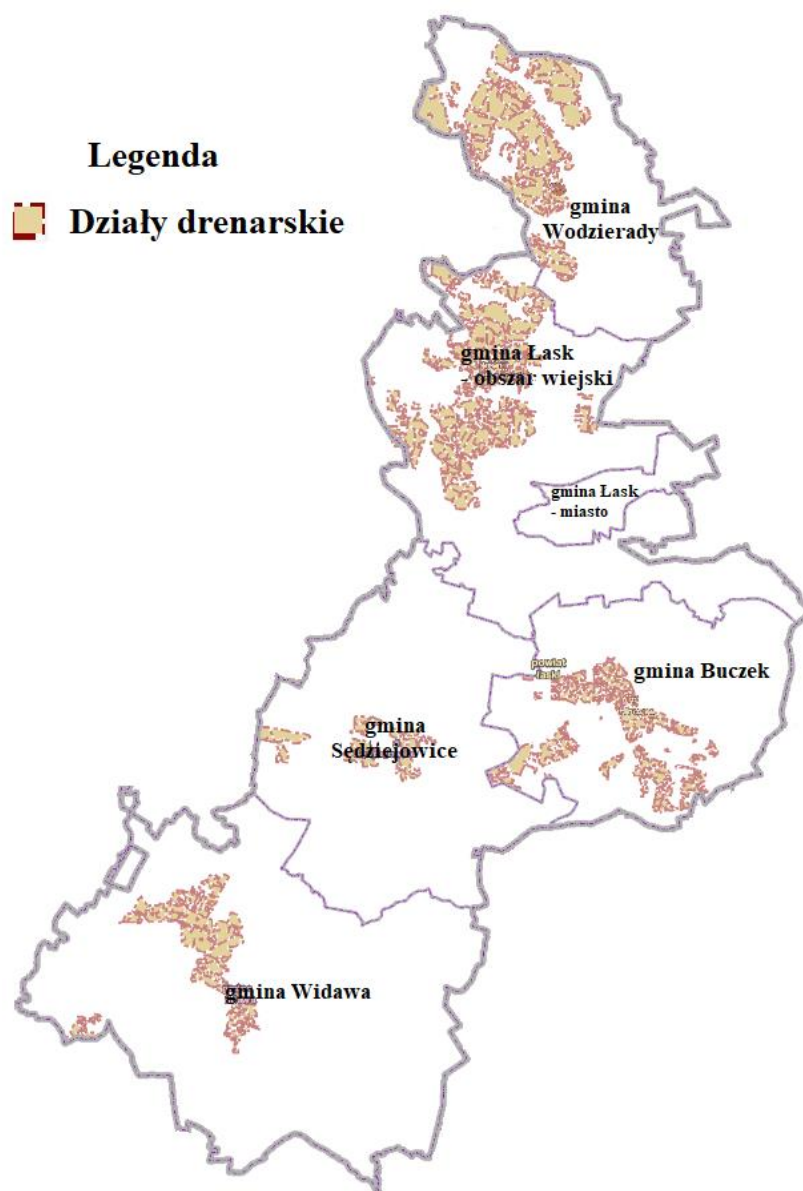 Legenda
Działy drenarskie
gmina
Wodzierady
gmina Łask
- obszar wiejski
gmina Łask
- miasto
powiat
łaski
gmina Buczek
gmina
Sędziejowice
gmina Widawa